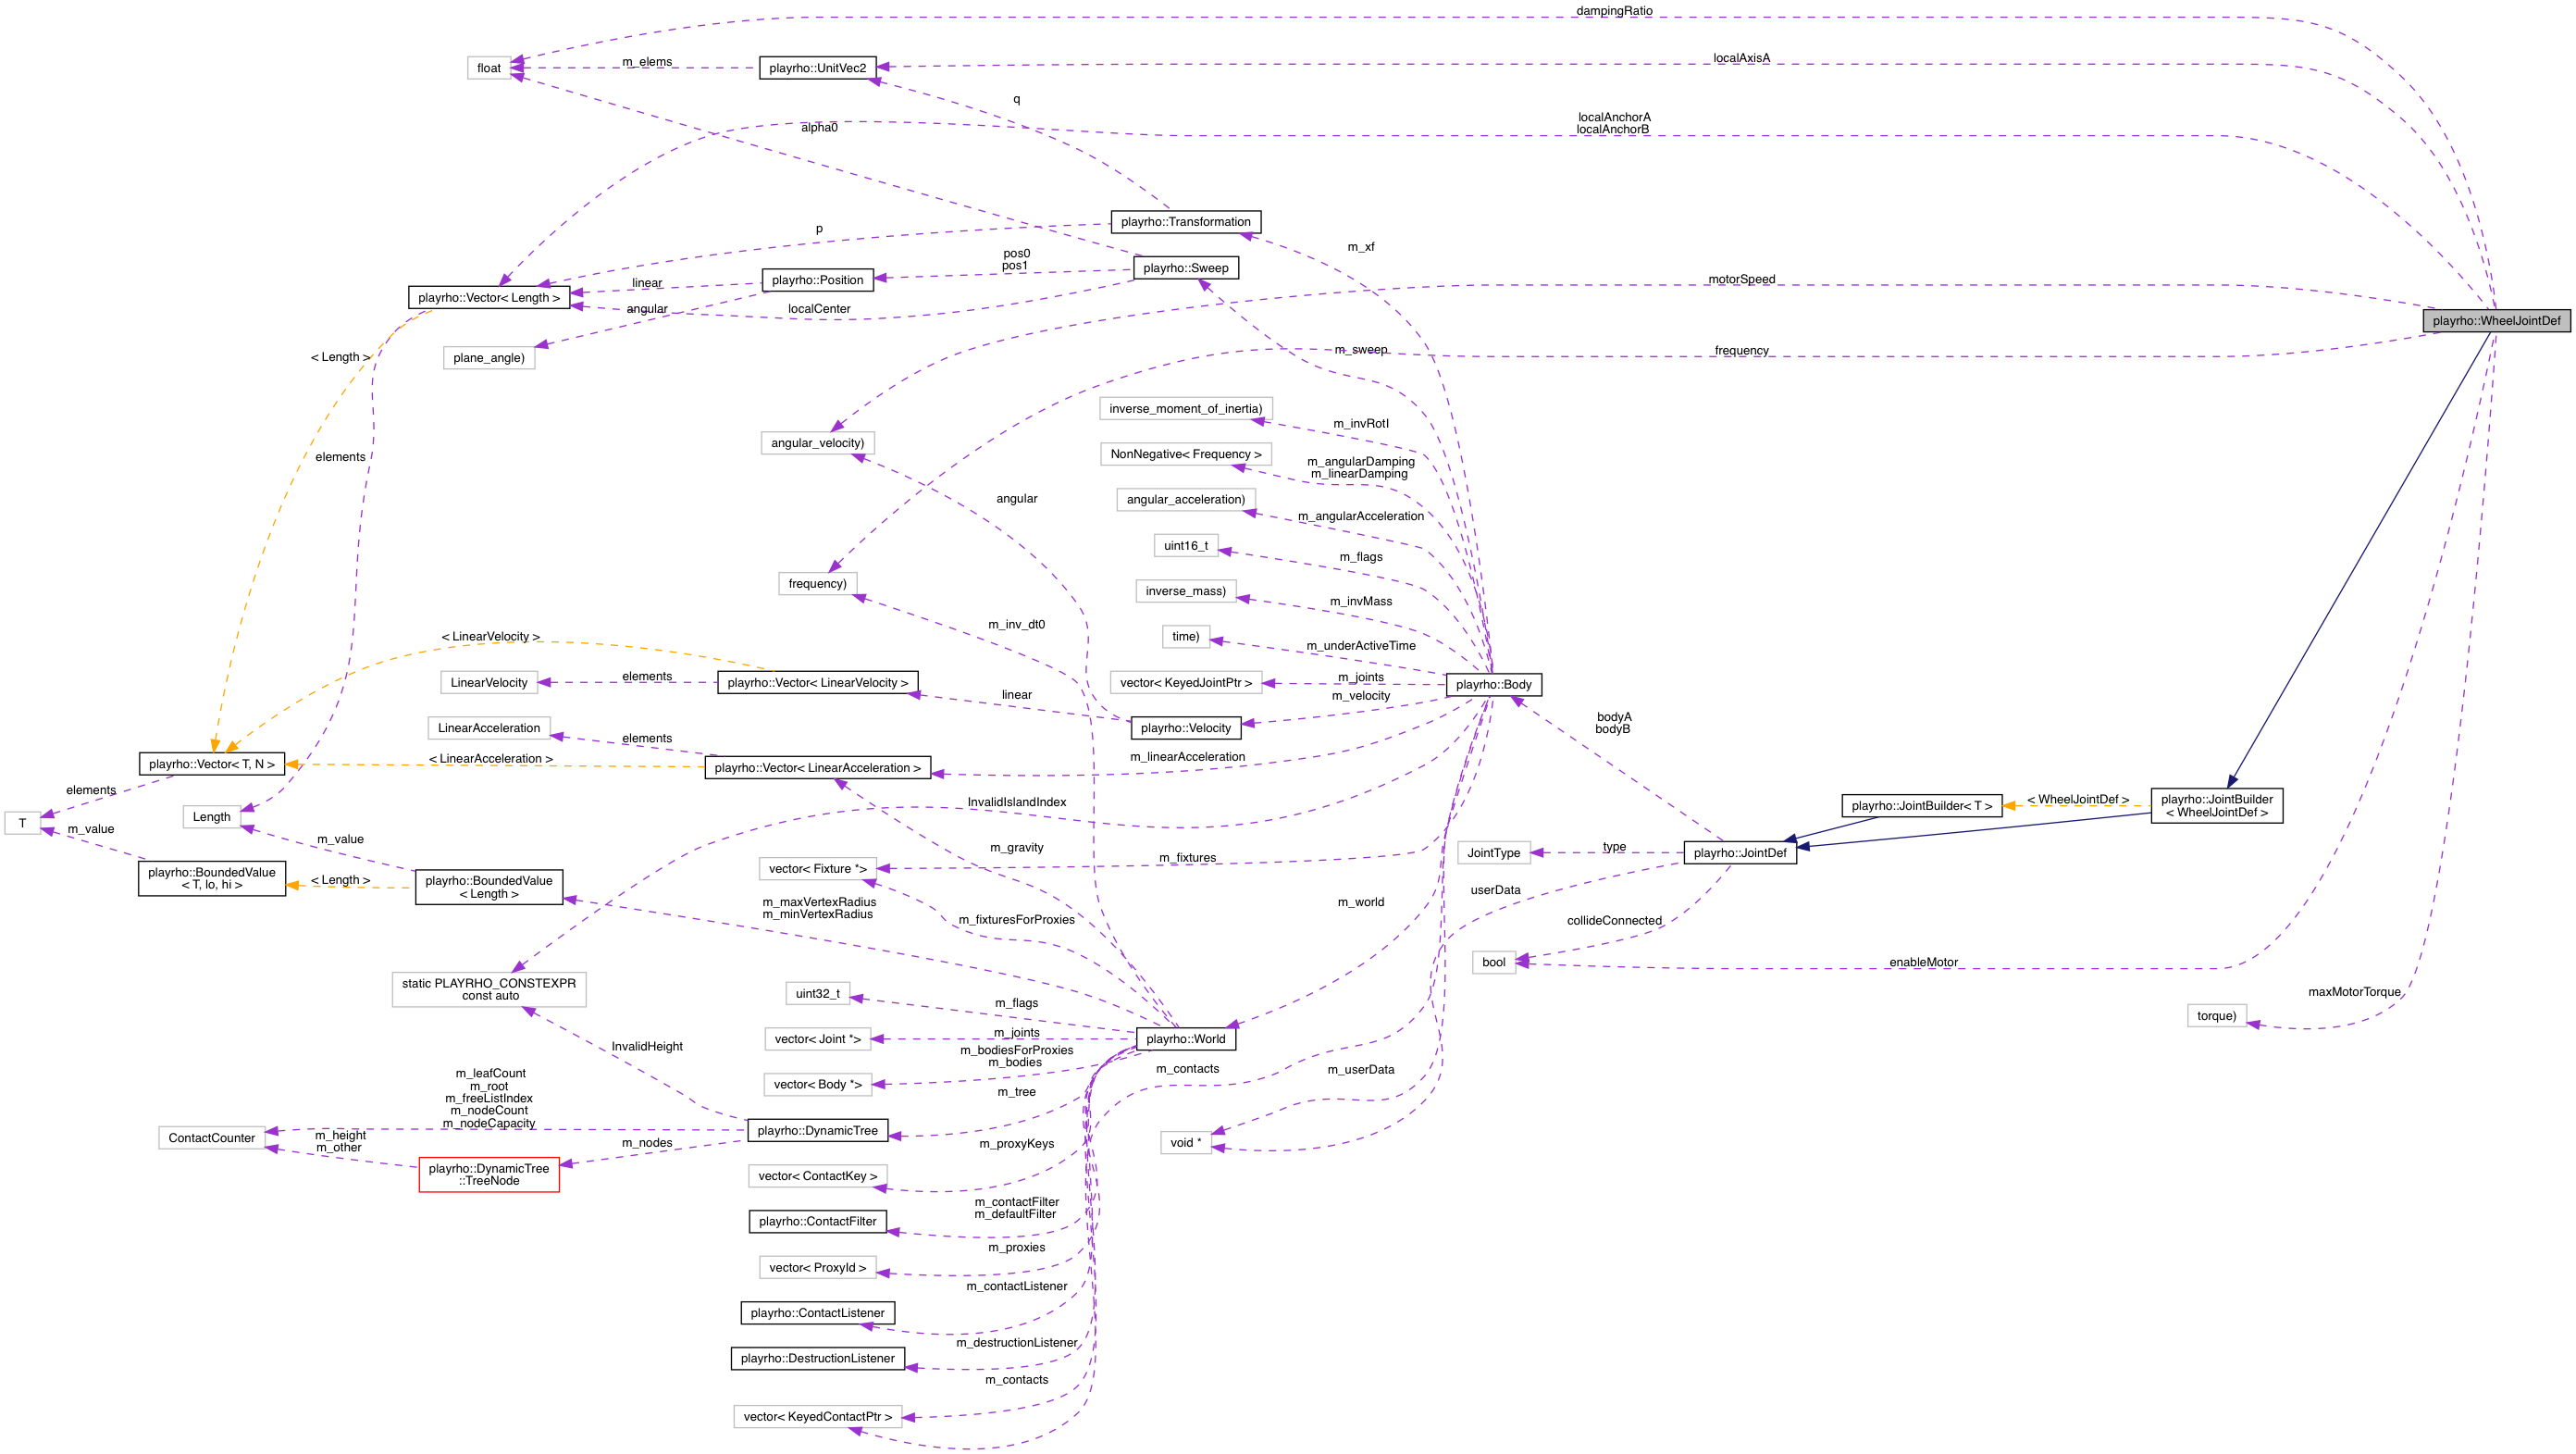 dampingRatio
float
m_elems
playrho::UnitVec2
localAxisA
q
alpha0
localAnchorA
localAnchorB
playrho::Transformation
p
m_xf
pos0
pos1
playrho::Sweep
playrho::Position
linear
motorSpeed
playrho::Vector< Length >
angular
localCenter
playrho::WheelJointDef
plane_angle)
< Length >
m_sweep
frequency
inverse_moment_of_inertia)
m_invRotI
angular_velocity)
NonNegative< Frequency >
elements
m_angularDamping
m_linearDamping
angular
angular_acceleration)
m_angularAcceleration
uint16_t
m_flags
frequency)
inverse_mass)
m_invMass
m_inv_dt0
< LinearVelocity >
time)
m_underActiveTime
LinearVelocity
elements
playrho::Vector< LinearVelocity >
vector< KeyedJointPtr >
m_joints
playrho::Body
linear
m_velocity
LinearAcceleration
playrho::Velocity
bodyA
bodyB
elements
playrho::Vector< T, N >
< LinearAcceleration >
playrho::Vector< LinearAcceleration >
m_linearAcceleration
elements
InvalidIslandIndex
playrho::JointBuilder< T >
< WheelJointDef >
playrho::JointBuilder
< WheelJointDef >
T
Length
m_value
m_value
m_gravity
m_fixtures
JointType
type
playrho::JointDef
playrho::BoundedValue
< T, lo, hi >
< Length >
playrho::BoundedValue
< Length >
vector< Fixture *>
userData
m_maxVertexRadius
m_minVertexRadius
m_fixturesForProxies
m_world
collideConnected
bool
enableMotor
static PLAYRHO_CONSTEXPR
const auto
uint32_t
m_flags
maxMotorTorque
torque)
vector< Joint *>
m_joints
playrho::World
InvalidHeight
m_bodiesForProxies
m_bodies
m_contacts
m_userData
vector< Body *>
m_tree
m_leafCount
m_root
m_freeListIndex
m_nodeCount
m_nodeCapacity
ContactCounter
m_height
m_other
playrho::DynamicTree
m_nodes
m_proxyKeys
void *
playrho::DynamicTree
::TreeNode
vector< ContactKey >
m_contactFilter
m_defaultFilter
playrho::ContactFilter
m_proxies
vector< ProxyId >
m_contactListener
playrho::ContactListener
m_destructionListener
playrho::DestructionListener
m_contacts
vector< KeyedContactPtr >